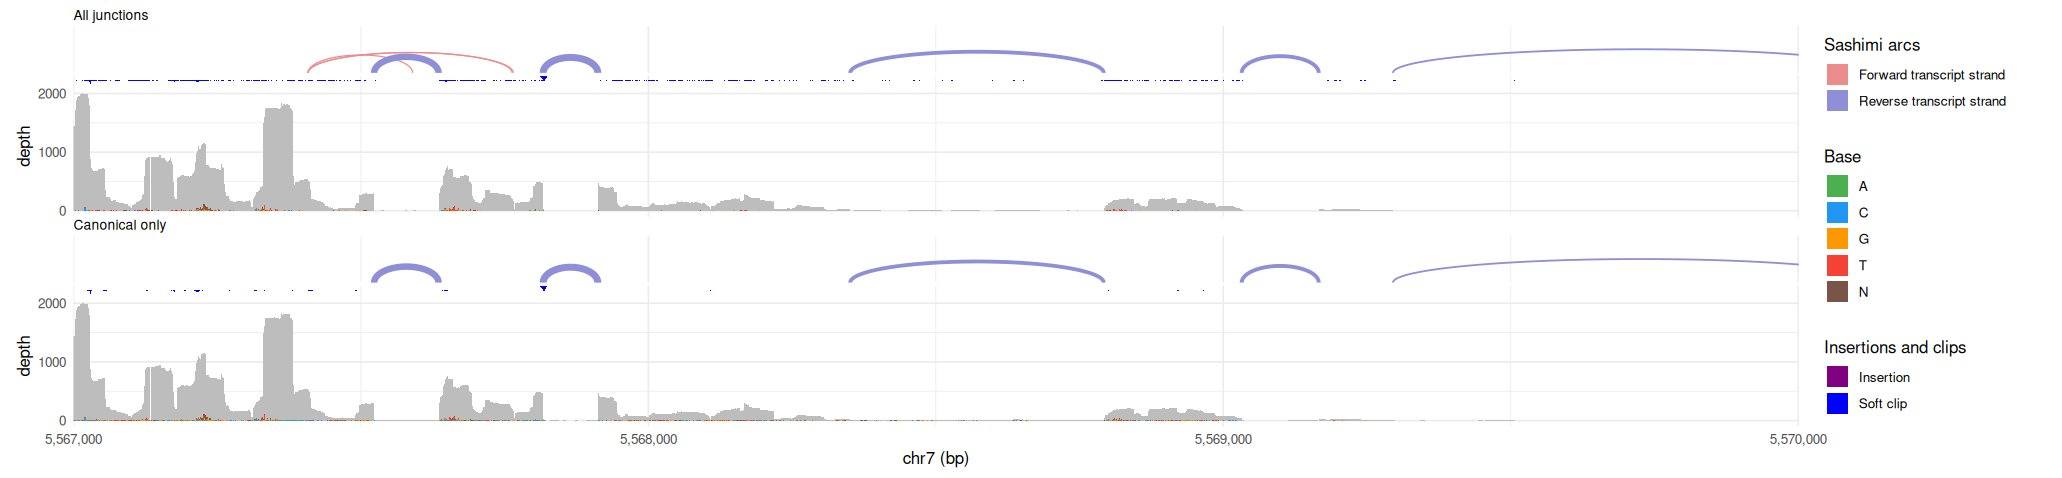 All junctions
2000
1000
0
depth
Canonical only
2000
1000
0
depth
5,567,000
5,568,000
5,569,000
5,570,000
chr7 (bp)
Sashimi arcs
Forward transcript strand
Reverse transcript strand
Base
A
C
G
T
N
Insertions and clips
Insertion
Soft clip